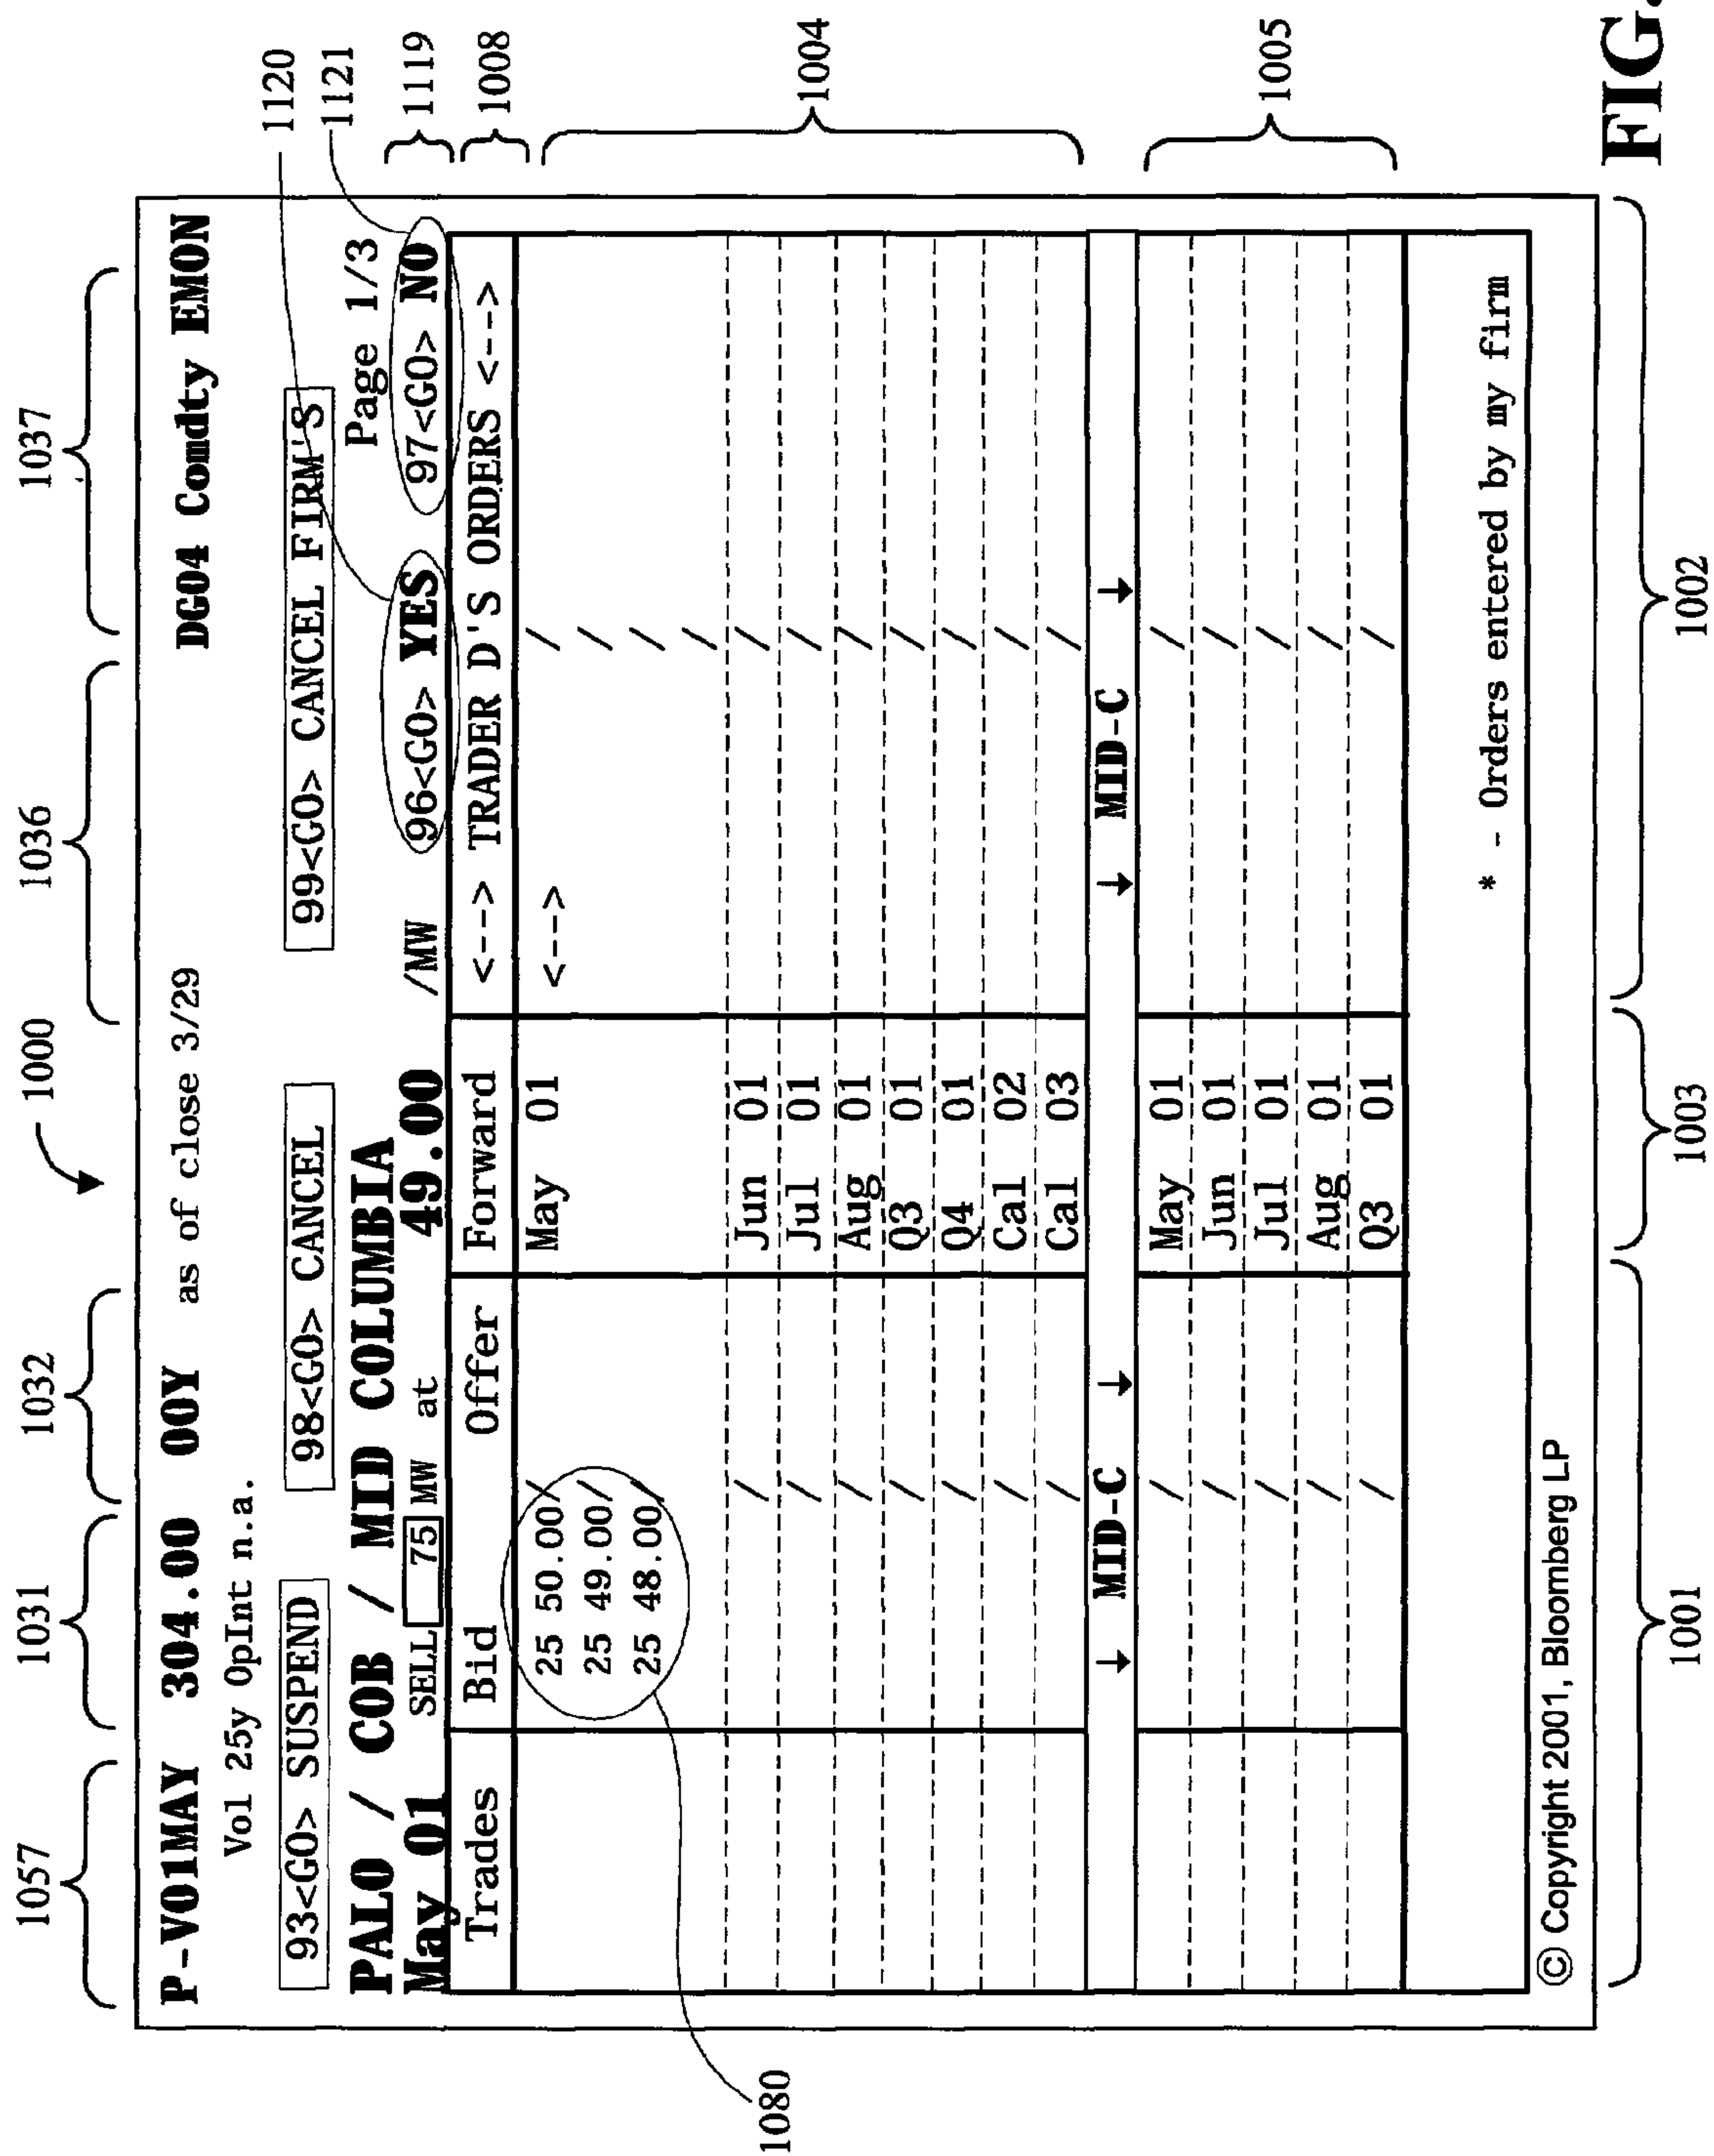 1057 1031 1032 1000 1036 1037
P-V01MAY 304.00 00Y as of close 3/29 DG04 Comdty EMON
Vol 25y OpInt n.a.
93<GO> SUSPEND 98<GO> CANCEL 99<GO> CANCEL FIRM'S
1120
1121
PALO / COB / MID COLUMBIA Page 1/3
May 01 SELL 75 MW at 49.00 /MW 96<GO> YES 97<GO> NO 1119
Trades Bid Offer Forward <--> TRADER D'S ORDERS <--> 1008
25 50.00/ May 01 <--> /
25 49.00/ /
25 48.00/ /
/
/ Jun 01 /
/ Jul 01 /
/ Aug 01 /
/ Q3 01 /
/ Q4 01 /
/ Cal 02 /
/ Cal 03 /
1080
1004
↓ MID-C ↓ ↓ MID-C ↓
/ May 01 /
/ Jun 01 /
/ Jul 01 /
/ Aug 01 /
/ Q3 01 /
1005
* - Orders entered by my firm
© Copyright 2001, Bloomberg LP
1001 1003 1002
FIG.